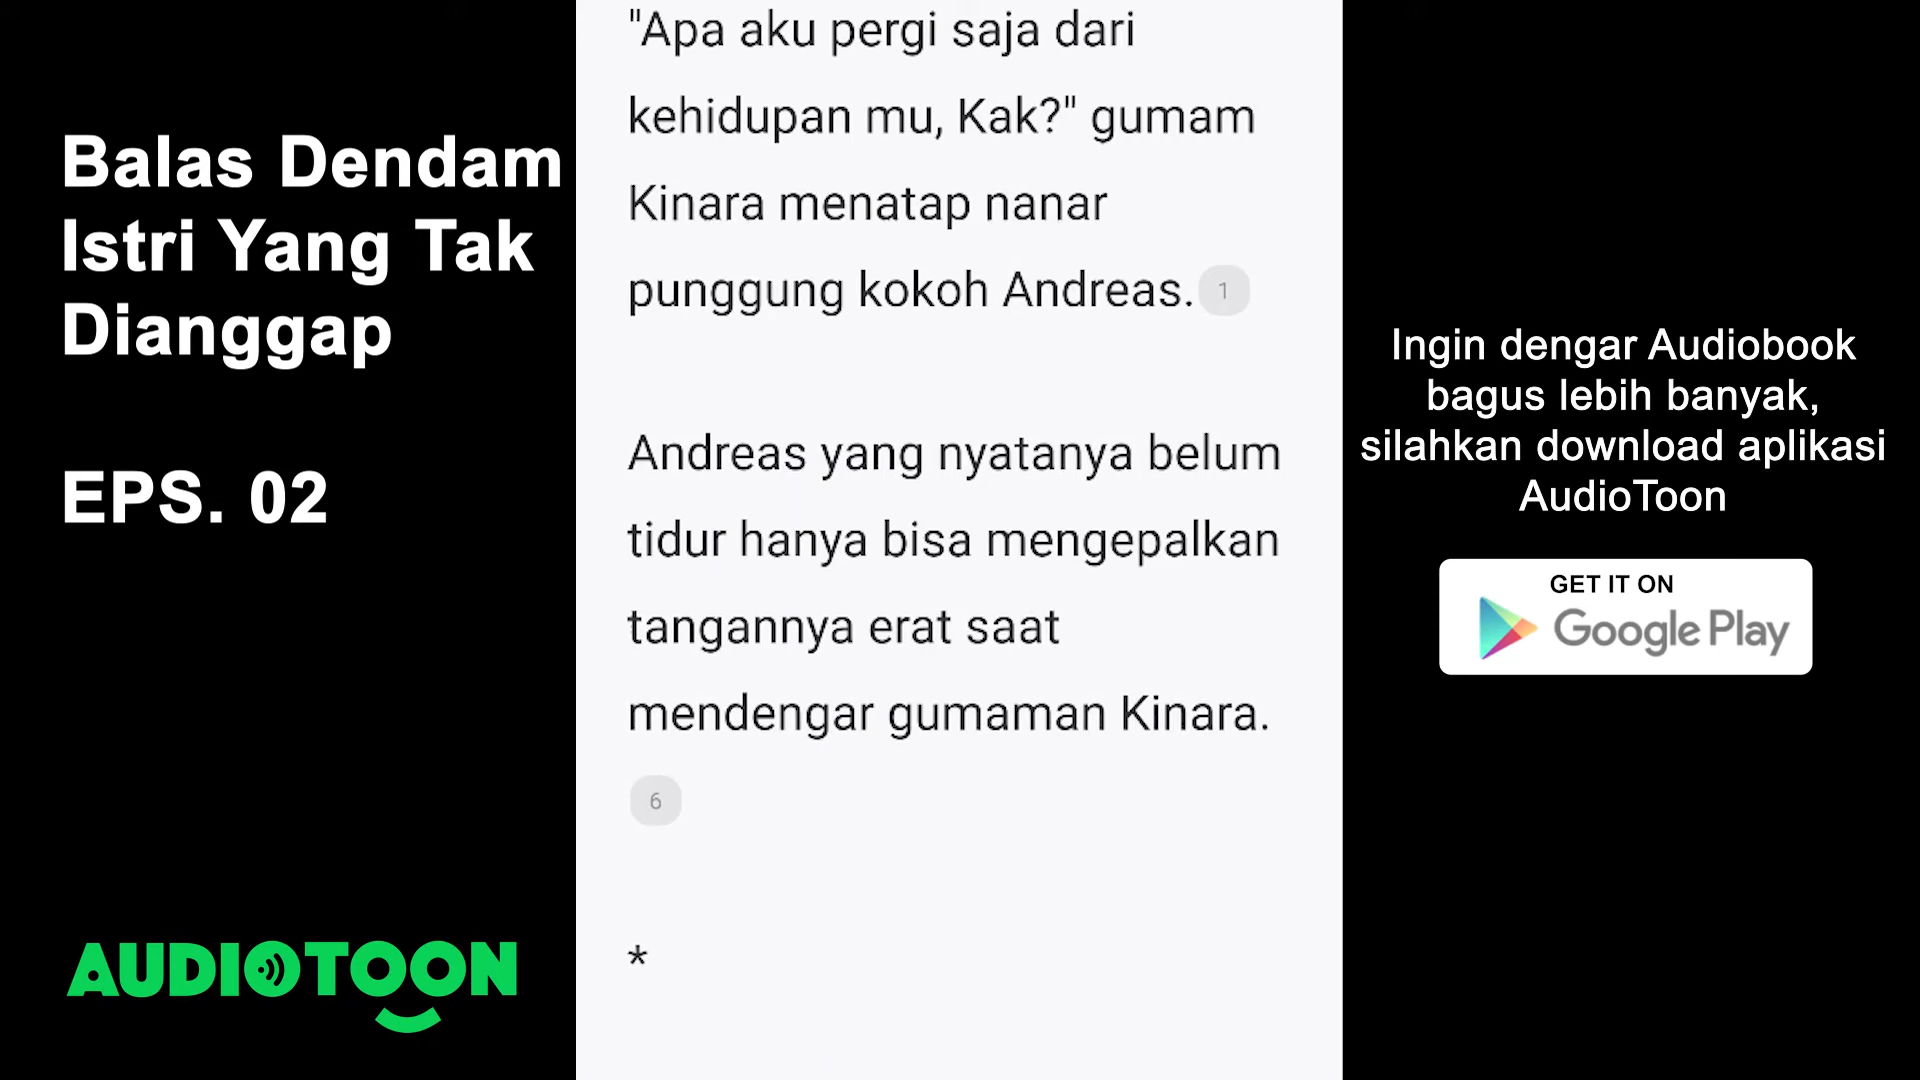 Balas Dendam
Istri Yang Tak
Dianggap
EPS. 02
AUDIOTOON
"Apa aku pergi saja dari
kehidupan mu, Kak?" gumam
Kinara menatap nanar
punggung kokoh Andreas. 1
Andreas yang nyatanya belum
tidur hanya bisa mengepalkan
tangannya erat saat
mendengar gumaman Kinara.
6
*
Ingin dengar Audiobook
bagus lebih banyak,
silahkan download aplikasi
AudioToon
GET IT ON
Google Play